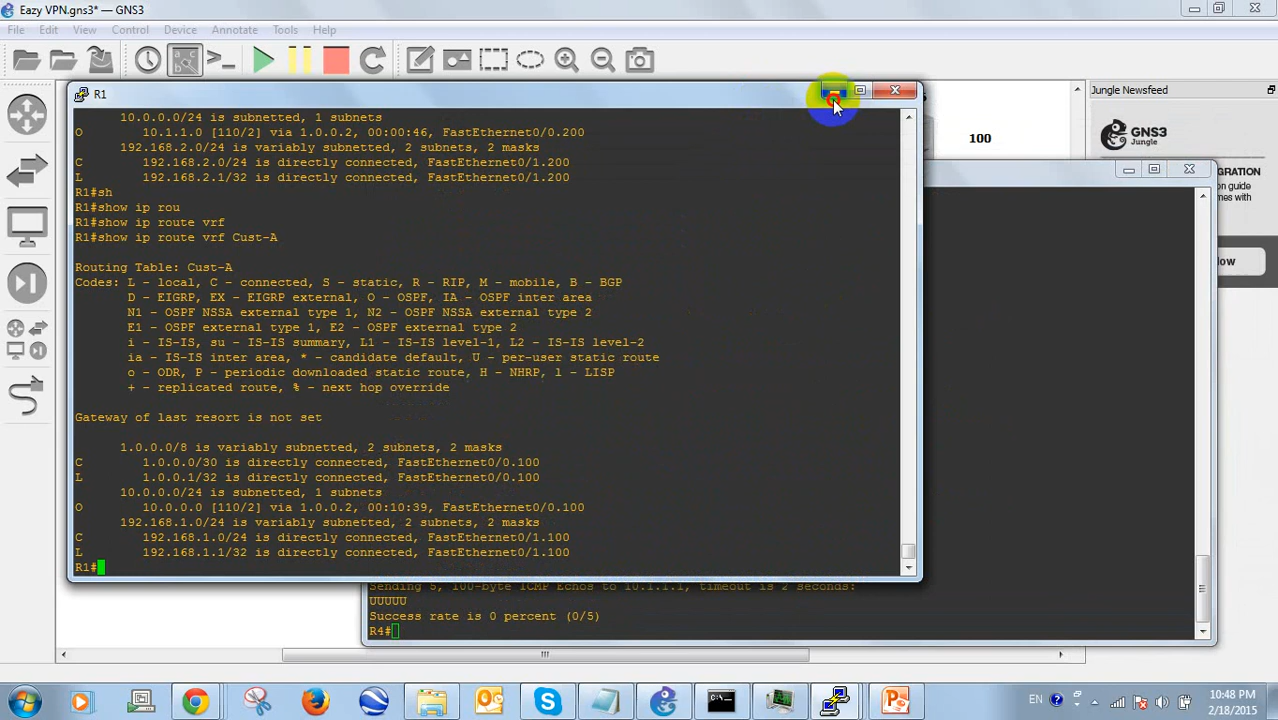 Eazy VPN.gns3* — GNS3
File Edit View Control Device Annotate Tools Help
R1
10.0.0.0/24 is subnetted, 1 subnets
O 10.1.1.0 [110/2] via 1.0.0.2, 00:00:46, FastEthernet0/0.200
192.168.2.0/24 is variably subnetted, 2 subnets, 2 masks
C 192.168.2.0/24 is directly connected, FastEthernet0/1.200
L 192.168.2.1/32 is directly connected, FastEthernet0/1.200
R1#sh
R1#show ip rou
R1#show ip route vrf
R1#show ip route vrf Cust-A
Routing Table: Cust-A
Codes: L - local, C - connected, S - static, R - RIP, M - mobile, B - BGP
D - EIGRP, EX - EIGRP external, O - OSPF, IA - OSPF inter area
N1 - OSPF NSSA external type 1, N2 - OSPF NSSA external type 2
E1 - OSPF external type 1, E2 - OSPF external type 2
i - IS-IS, su - IS-IS summary, L1 - IS-IS level-1, L2 - IS-IS level-2
ia - IS-IS inter area, * - candidate default, U - per-user static route
o - ODR, P - periodic downloaded static route, H - NHRP, l - LISP
+ - replicated route, % - next hop override
Gateway of last resort is not set
1.0.0.0/8 is variably subnetted, 2 subnets, 2 masks
C 1.0.0.0/30 is directly connected, FastEthernet0/0.100
L 1.0.0.1/32 is directly connected, FastEthernet0/0.100
10.0.0.0/24 is subnetted, 1 subnets
O 10.0.0.0 [110/2] via 1.0.0.2, 00:10:39, FastEthernet0/0.100
192.168.1.0/24 is variably subnetted, 2 subnets, 2 masks
C 192.168.1.0/24 is directly connected, FastEthernet0/1.100
L 192.168.1.1/32 is directly connected, FastEthernet0/1.100
R1#
100
Jungle Newsfeed
GNS3
Jungle
IGRATION
on guide
mes with
ow
Sending 5, 100-byte ICMP Echos to 10.1.1.1, timeout is 2 seconds:
UUUUU
Success rate is 0 percent (0/5)
R4#
EN
10:48 PM
2/18/2015